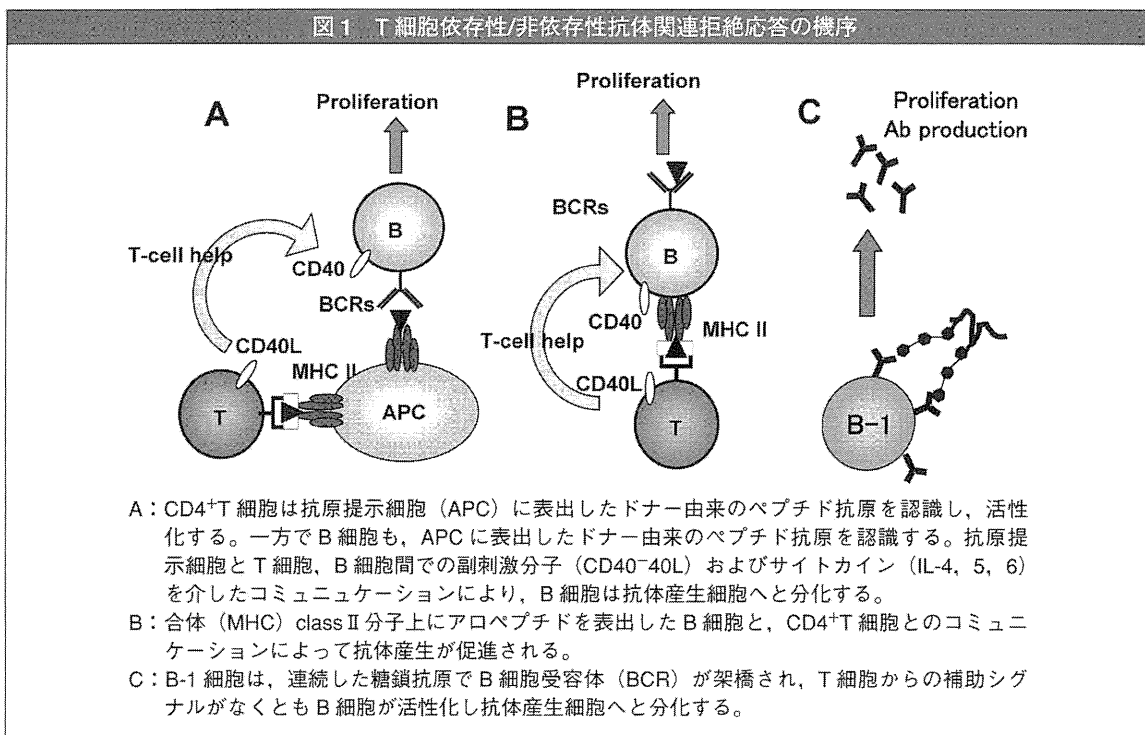 図1 T細胞依存性/非依存性抗体関連拒絶応答の機序
A
Proliferation
B
CD40
T-cell help
BCRs
CD40L
MHC II
T
APC
B
Proliferation
BCRs
B
CD40
MHC II
T-cell help
CD40L
T
C
Proliferation
Ab production
B-1
A：CD4⁺T細胞は抗原提示細胞（APC）に表出したドナー由来のペプチド抗原を認識し，活性
化する。一方でB細胞も，APCに表出したドナー由来のペプチド抗原を認識する。抗原提
示細胞とT細胞，B細胞間での副刺激分子（CD40⁻40L）およびサイトカイン（IL-4，5，6）
を介したコミュニュケーションにより，B細胞は抗体産生細胞へと分化する。
B：合体（MHC）classⅡ分子上にアロペプチドを表出したB細胞と，CD4⁺T細胞とのコミュニ
ケーションによって抗体産生が促進される。
C：B-1細胞は，連続した糖鎖抗原でB細胞受容体（BCR）が架橋され，T細胞からの補助シグ
ナルがなくともB細胞が活性化し抗体産生細胞へと分化する。